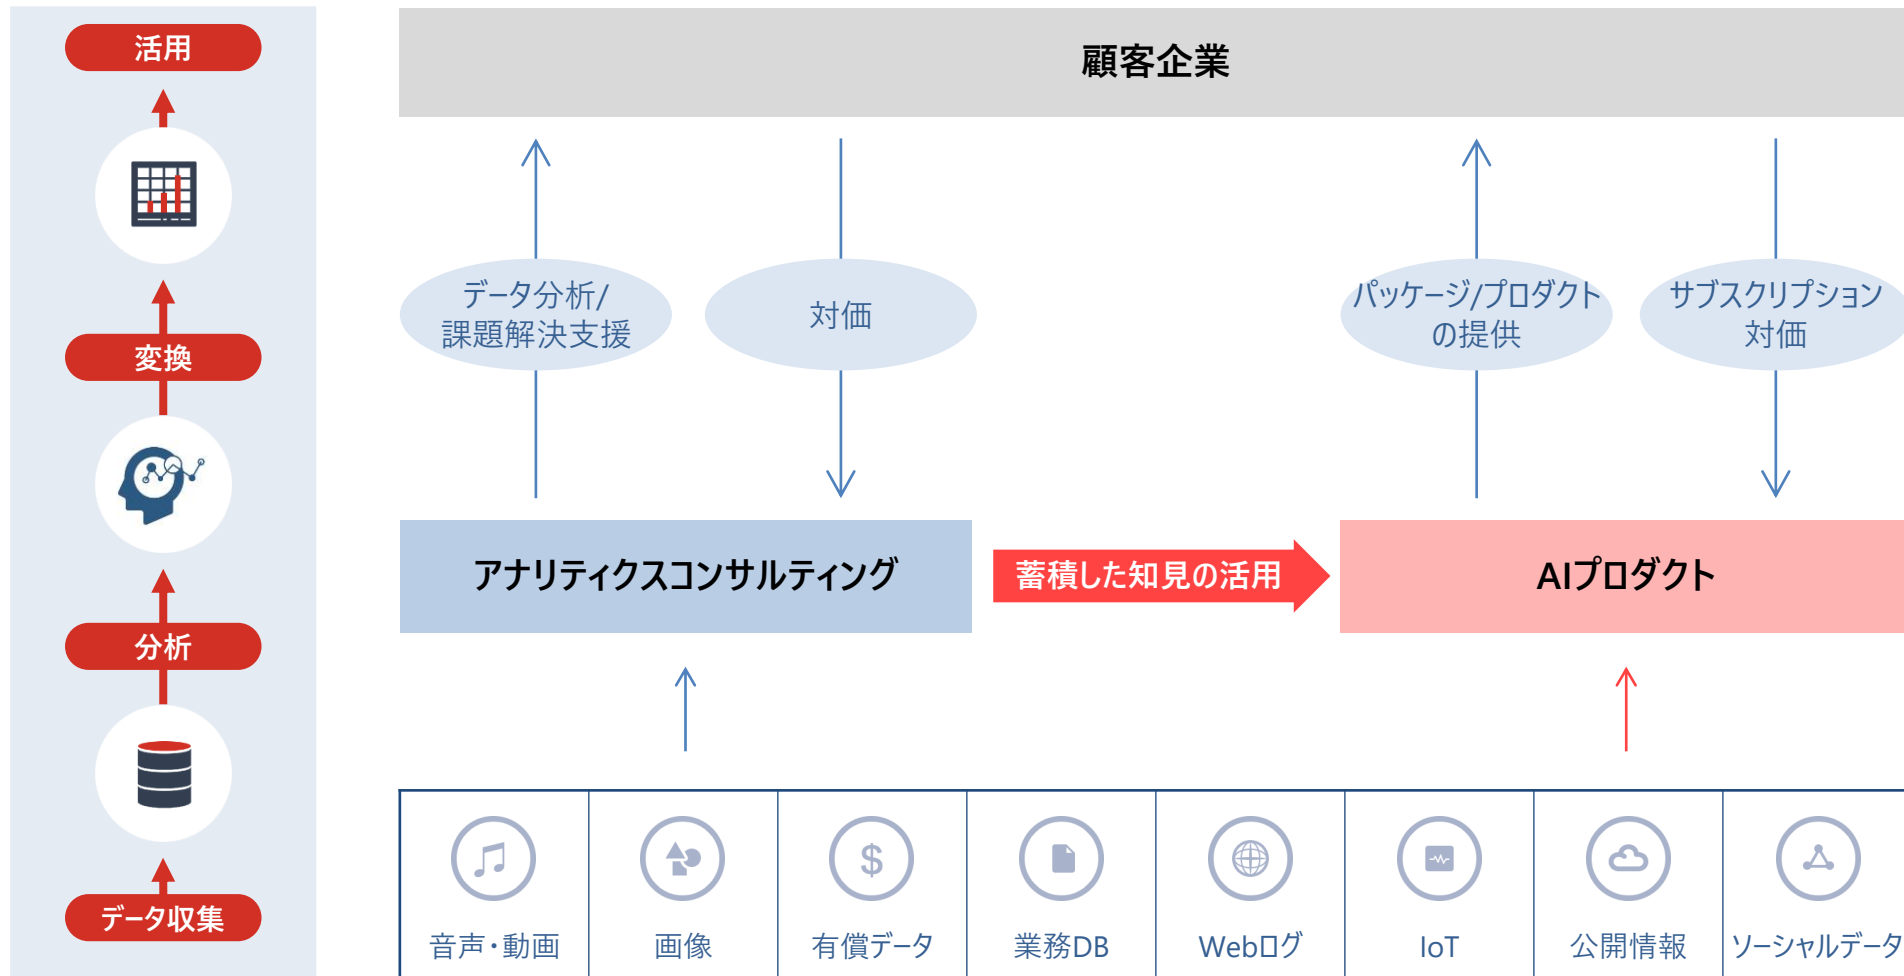 活用
変換
分析
データ収集
顧客企業
データ分析/
課題解決支援
対価
パッケージ/プロダクト
の提供
サブスクリプション
対価
アナリティクスコンサルティング
蓄積した知見の活用
AIプロダクト
音声・動画
画像
有償データ
業務DB
Webログ
IoT
公開情報
ソーシャルデータ